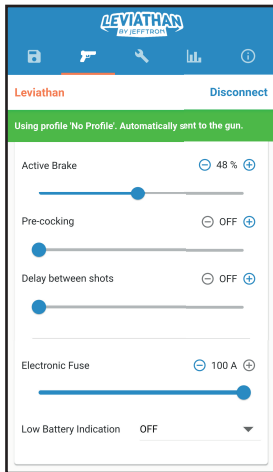 LEVIATHAN
BY JEFFTRON
Leviathan Disconnect
Using profile 'No Profile'. Automatically sent to the gun.
Active Brake 48 %
Pre-cocking OFF
Delay between shots OFF
Electronic Fuse 100 A
Low Battery Indication OFF